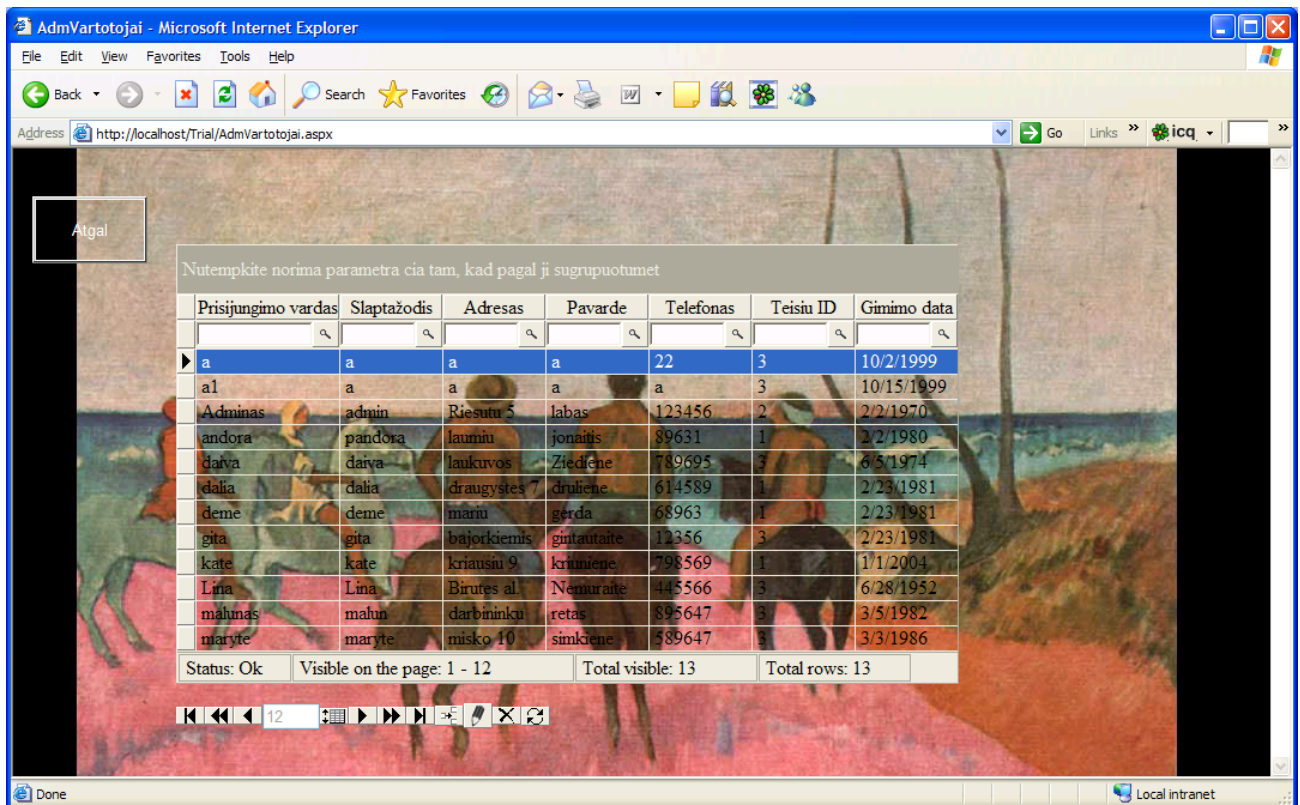 AdmVartotojai - Microsoft Internet Explorer
File Edit View Favorites Tools Help
Back Search Favorites W
Address http://localhost/Trial/AdmVartotojai.aspx Go Links » icq »
Atgal
Nutempkite norima parametra cia tam, kad pagal ji sugrupuotumet
Prisijungimo vardas Slaptažodis Adresas Pavarde Telefonas Teisiu ID Gimimo data
a a a a 22 3 10/2/1999
a1 a a a a 3 10/15/1999
Adminas admin Riesutu 5 labas 123456 2 2/2/1970
andora pandora laumiu jonaitis 89631 1 2/2/1980
daiva daiva laukuvos Ziediene 789695 3 6/5/1974
dalia dalia draugystes 7 druliene 614589 1 2/23/1981
deme deme mariu gerda 68963 1 2/23/1981
gita gita bajorkiemis gintautaite 12356 3 2/23/1981
kate kate kriausiu 9 kriuniene 798569 1 1/1/2004
Lina Lina Birutes al. Nemuraite 445566 3 6/28/1952
malunas malun darbininku retas 895647 3 3/5/1982
maryte maryte misko 10 simkiene 589647 3 3/3/1986
Status: Ok Visible on the page: 1 - 12 Total visible: 13 Total rows: 13
12
Done Local intranet